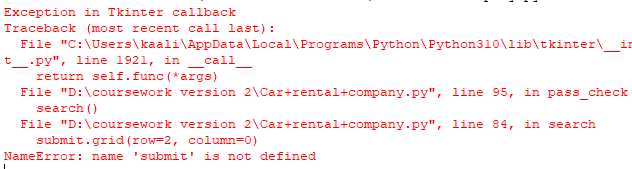 Exception in Tkinter callback
Traceback (most recent call last):
  File "C:\Users\kaali\AppData\Local\Programs\Python\Python310\lib\tkinter\__in
t__.py", line 1921, in __call__
    return self.func(*args)
  File "D:\coursework version 2\Car+rental+company.py", line 95, in pass_check
    search()
  File "D:\coursework version 2\Car+rental+company.py", line 84, in search
    submit.grid(row=2, column=0)
NameError: name 'submit' is not defined